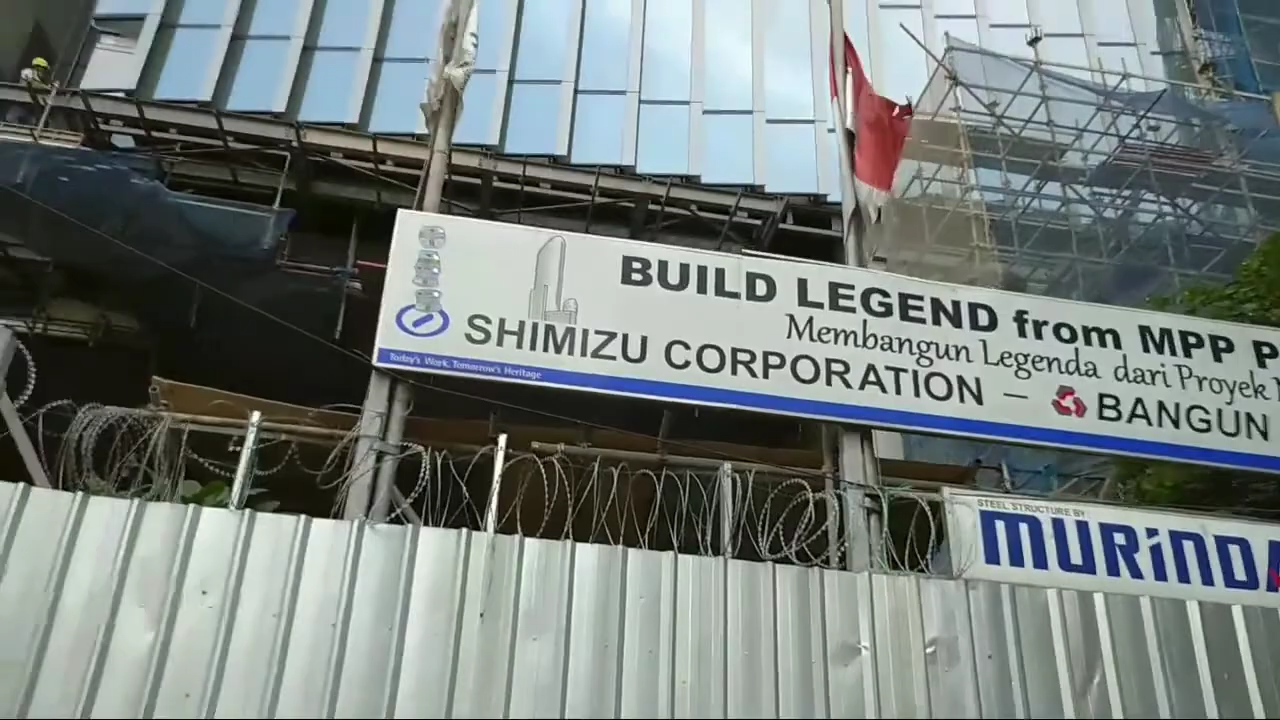 BUILD LEGEND from MPP P
Membangun Legenda dari Proyek
SHIMIZU CORPORATION – BANGUN
Today's Work, Tomorrow's Heritage
STEEL STRUCTURE BY
MURINDA